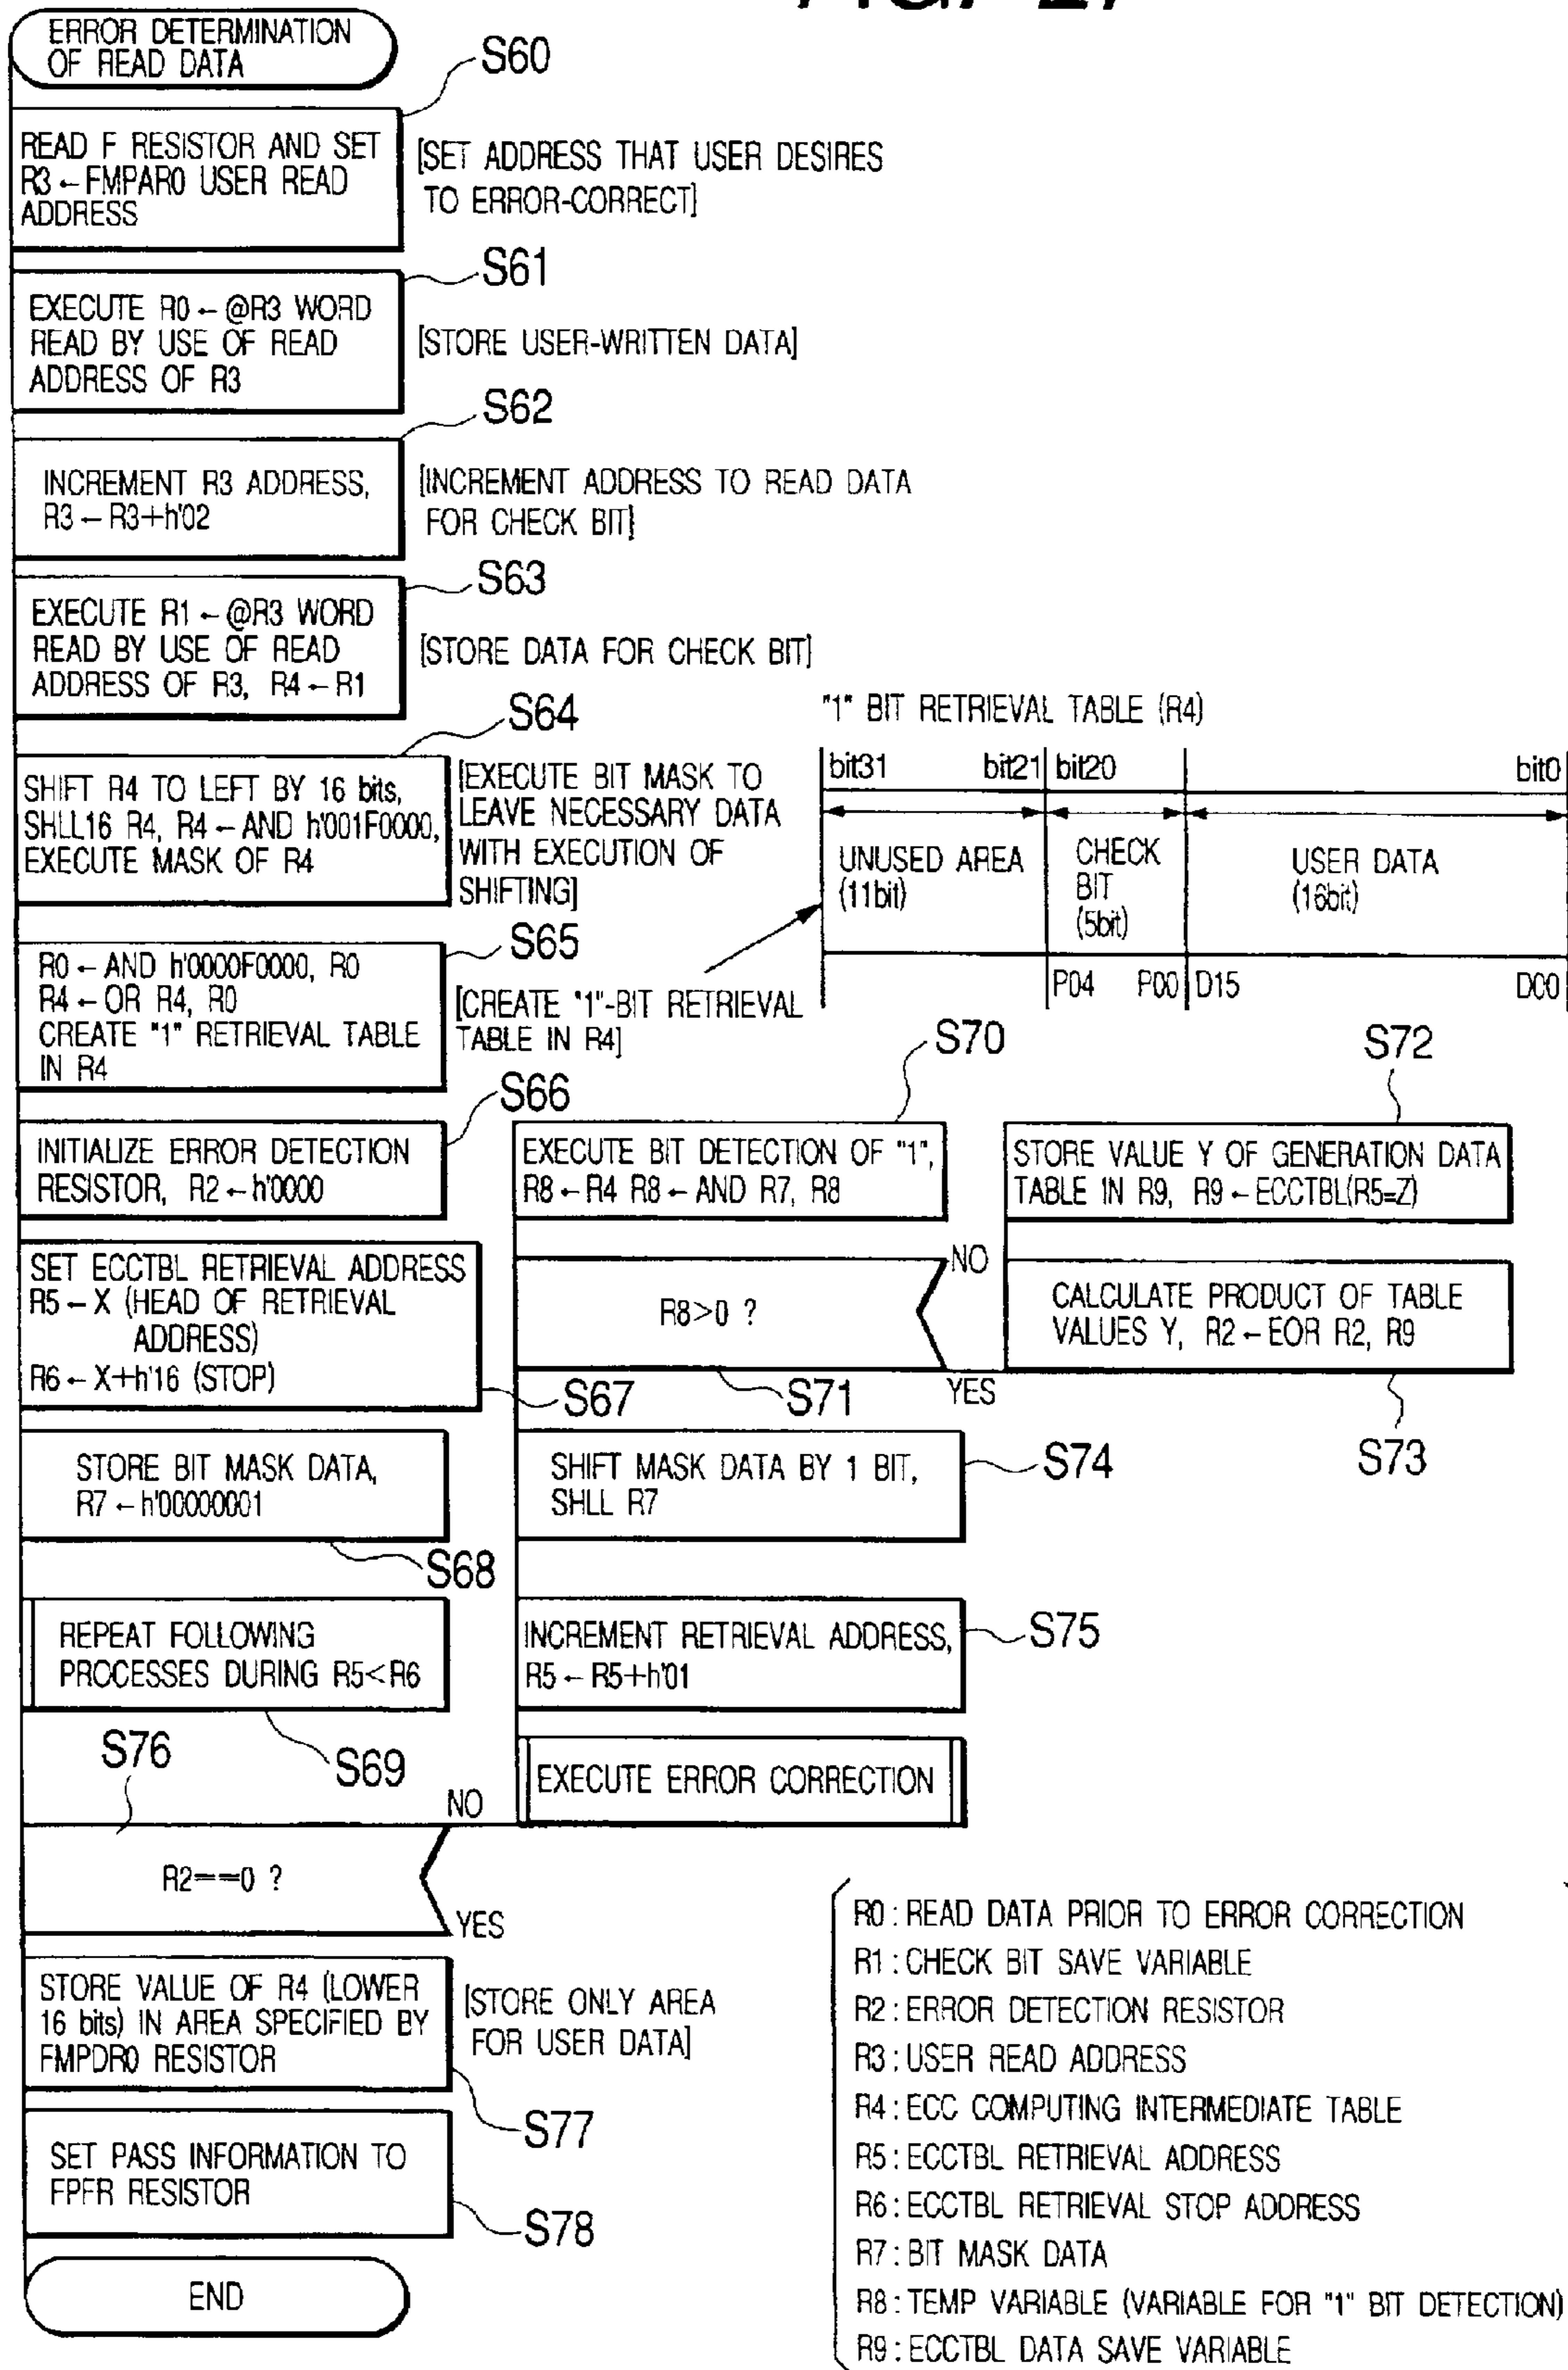 FIG. 27
ERROR DETERMINATION
OF READ DATA
S60
READ F RESISTOR AND SET
R3←FMPAR0 USER READ
ADDRESS
[SET ADDRESS THAT USER DESIRES
TO ERROR-CORRECT]
S61
EXECUTE R0←@R3 WORD
READ BY USE OF READ
ADDRESS OF R3
[STORE USER-WRITTEN DATA]
S62
INCREMENT R3 ADDRESS,
R3←R3+h'02
[INCREMENT ADDRESS TO READ DATA
FOR CHECK BIT]
S63
EXECUTE R1←@R3 WORD
READ BY USE OF READ
ADDRESS OF R3, R4←R1
[STORE DATA FOR CHECK BIT]
S64
SHIFT R4 TO LEFT BY 16 bits,
SHLL16 R4, R4←AND h'001F0000,
EXECUTE MASK OF R4
[EXECUTE BIT MASK TO
LEAVE NECESSARY DATA
WITH EXECUTION OF
SHIFTING]
"1" BIT RETRIEVAL TABLE (R4)
bit31 bit21 bit20 bit0
UNUSED AREA
(11bit)
CHECK
BIT
(5bit)
USER DATA
(16bit)
P04 P00 D15 D00
S65
R0←AND h'0000F0000, R0
R4←OR R4, R0
CREATE "1" RETRIEVAL TABLE
IN R4
[CREATE "1"-BIT RETRIEVAL
TABLE IN R4]
S66
INITIALIZE ERROR DETECTION
RESISTOR, R2←h'0000
SET ECCTBL RETRIEVAL ADDRESS
R5←X (HEAD OF RETRIEVAL
ADDRESS)
R6←X+h'16 (STOP)
S67
STORE BIT MASK DATA,
R7←h'00000001
S68
REPEAT FOLLOWING
PROCESSES DURING R5<R6
S69
S70
EXECUTE BIT DETECTION OF "1",
R8←R4 R8←AND R7, R8
R8>0 ?
NO
YES
S71
S72
STORE VALUE Y OF GENERATION DATA
TABLE IN R9, R9←ECCTBL(R5=Z)
CALCULATE PRODUCT OF TABLE
VALUES Y, R2←EOR R2, R9
S73
SHIFT MASK DATA BY 1 BIT,
SHLL R7
S74
INCREMENT RETRIEVAL ADDRESS,
R5←R5+h'01
S75
EXECUTE ERROR CORRECTION
S76
NO
R2==0 ?
YES
STORE VALUE OF R4 (LOWER
16 bits) IN AREA SPECIFIED BY
FMPDR0 RESISTOR
[STORE ONLY AREA
FOR USER DATA]
S77
SET PASS INFORMATION TO
FPFR RESISTOR
S78
END
R0: READ DATA PRIOR TO ERROR CORRECTION
R1: CHECK BIT SAVE VARIABLE
R2: ERROR DETECTION RESISTOR
R3: USER READ ADDRESS
R4: ECC COMPUTING INTERMEDIATE TABLE
R5: ECCTBL RETRIEVAL ADDRESS
R6: ECCTBL RETRIEVAL STOP ADDRESS
R7: BIT MASK DATA
R8: TEMP VARIABLE (VARIABLE FOR "1" BIT DETECTION)
R9: ECCTBL DATA SAVE VARIABLE